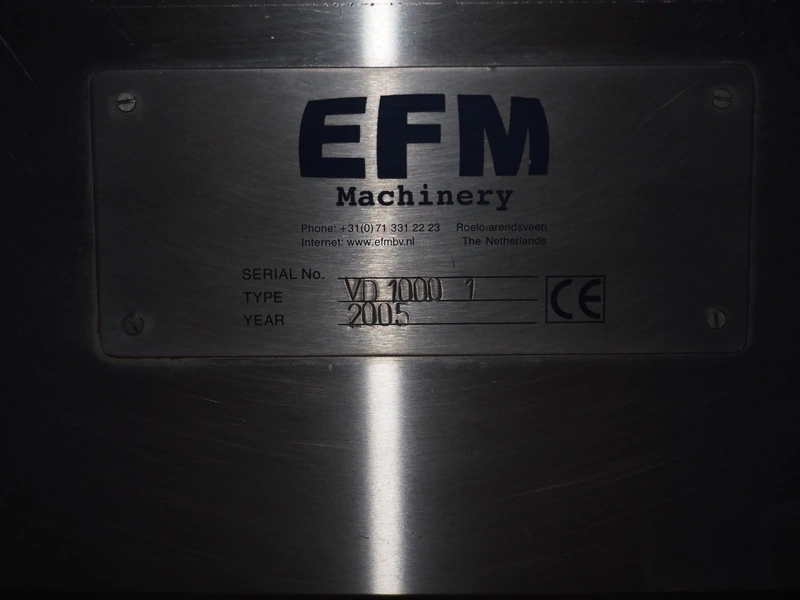 EFM
Machinery
Phone: +31(0)71 331 22 23 Roeloarendsveen
Internet: www.efmbv.nl The Netherlands
SERIAL No.
TYPE VD 1000 1
YEAR 2005
CE